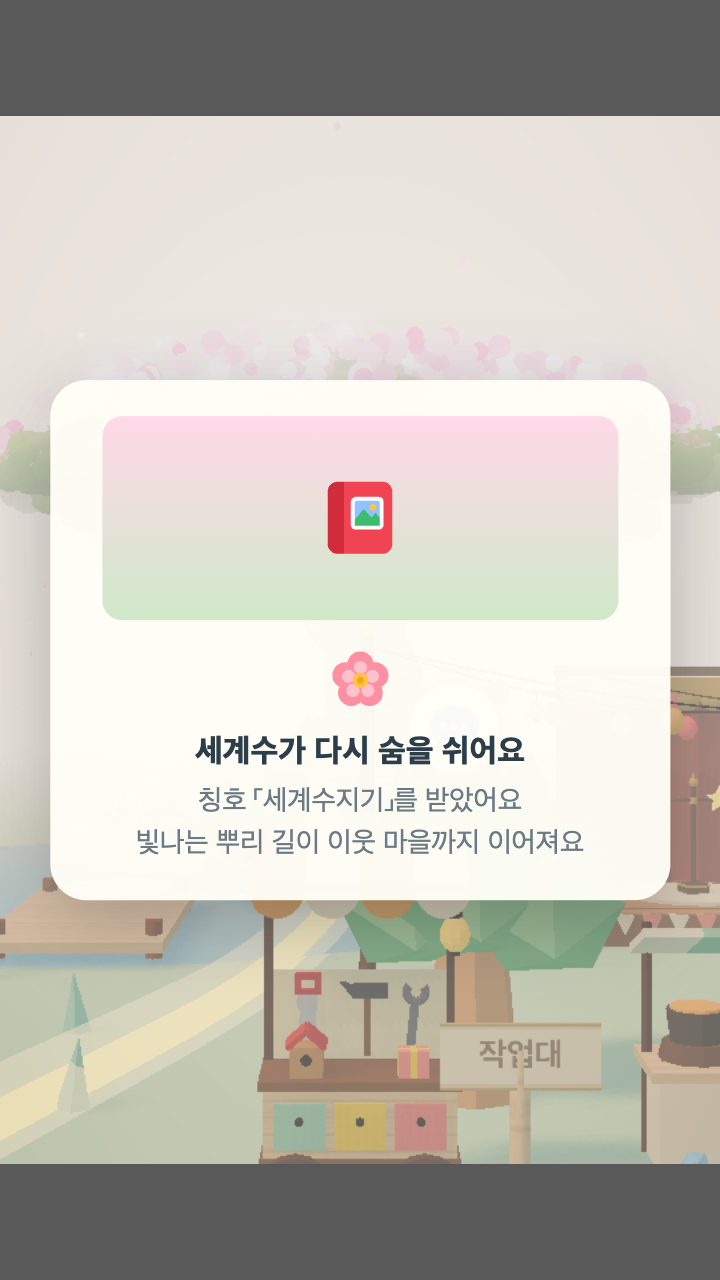 세계수가 다시 숨을 쉬어요
칭호 「세계수지기」를 받았어요
빛나는 뿌리 길이 이웃 마을까지 이어져요
작업대